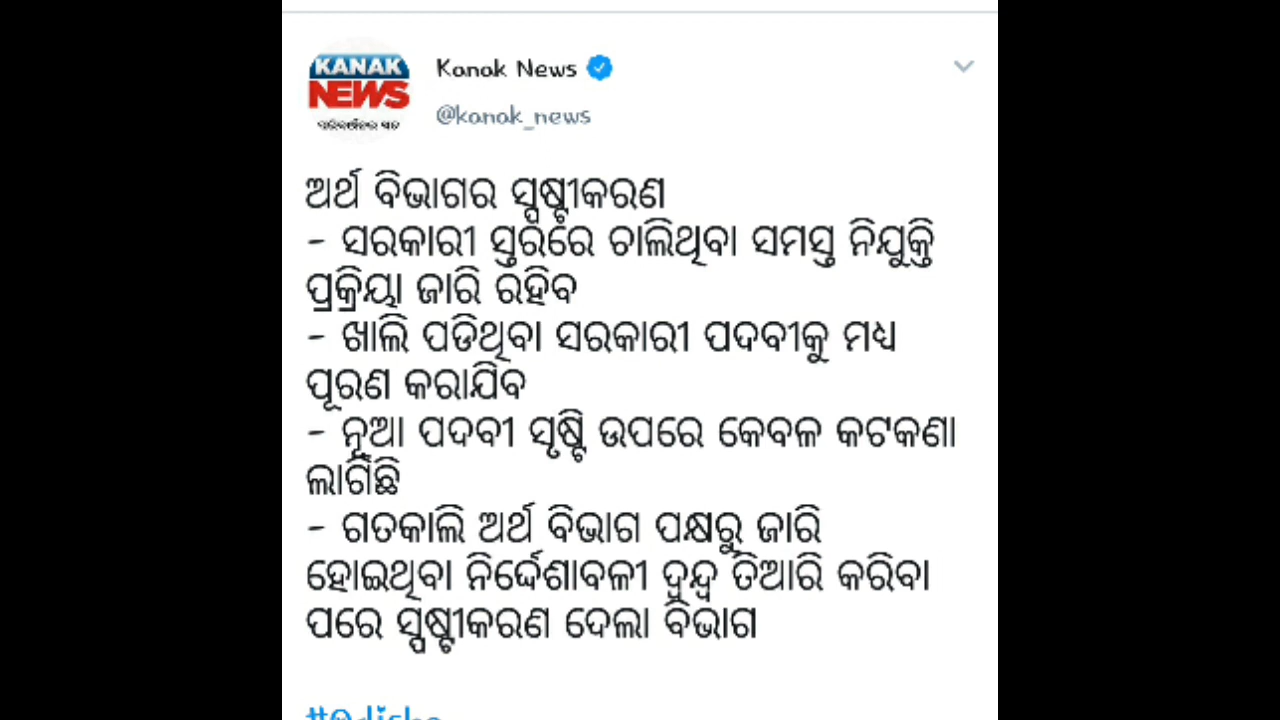 KANAK
NEWS
Kanak News
@kanak_news
ଅର୍ଥ ବିଭାଗର ସ୍ପଷ୍ଟୀକରଣ
- ସରକାରୀ ସ୍ତରରେ ଚାଲିଥିବା ସମସ୍ତ ନିଯୁକ୍ତି
ପ୍ରକ୍ରିୟା ଜାରି ରହିବ
- ଖାଲି ପଡିଥିବା ସରକାରୀ ପଦବୀକୁ ମଧ୍ୟ
ପୂରଣ କରାଯିବ
- ନୂଆ ପଦବୀ ସୃଷ୍ଟି ଉପରେ କେବଳ କଟକଣା
ଲାଗିଛି
- ଗତକାଲି ଅର୍ଥ ବିଭାଗ ପକ୍ଷରୁ ଜାରି
ହୋଇଥିବା ନିର୍ଦ୍ଦେଶାବଳୀ ଦ୍ୱନ୍ଦ୍ୱ ତିଆରି କରିବା
ପରେ ସ୍ପଷ୍ଟୀକରଣ ଦେଲା ବିଭାଗ